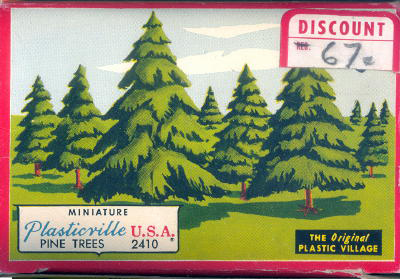 DISCOUNT
REG. 67¢
MINIATURE
Plasticville U.S.A.®
PINE TREES 2410
THE Original
PLASTIC VILLAGE